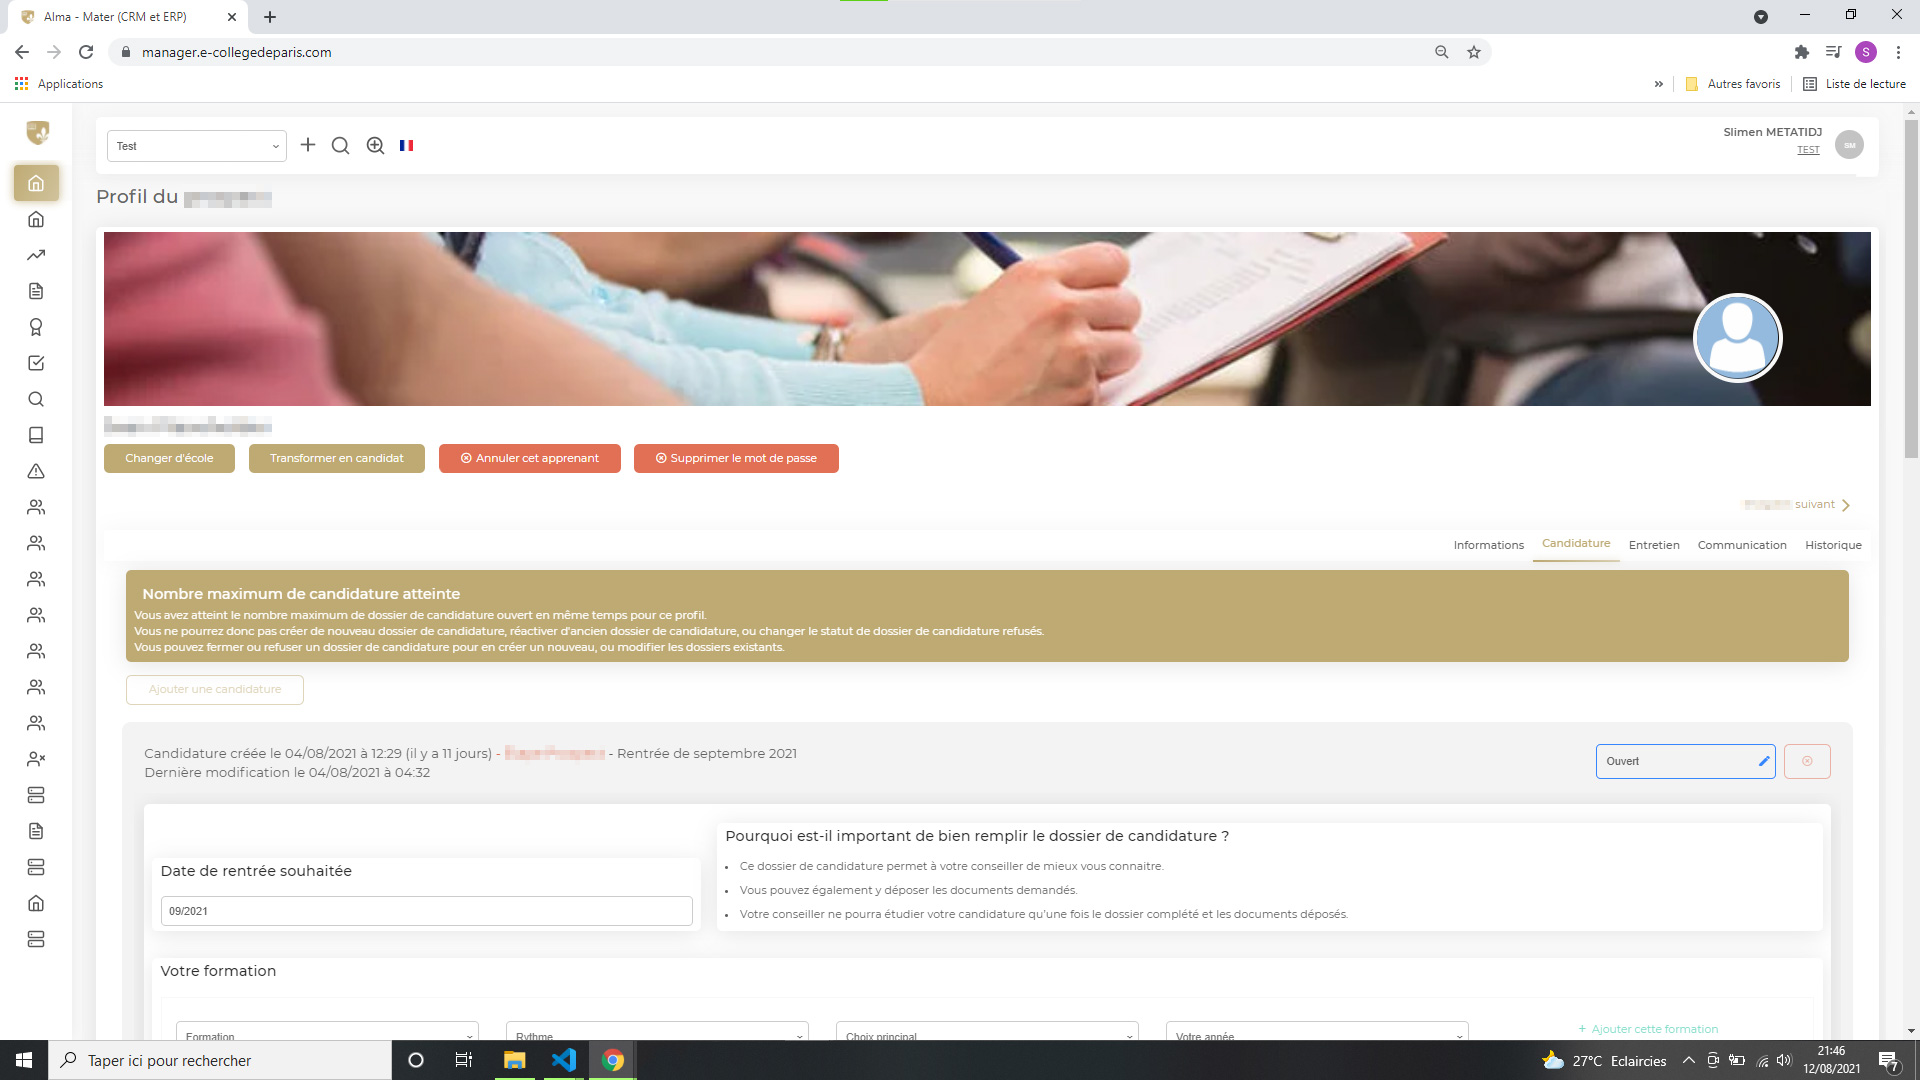 Alma - Mater (CRM et ERP)
manager.e-collegedeparis.com
S
Applications
»
Autres favoris
Liste de lecture
Test
Slimen METATIDJ
TEST
SM
Profil du
Changer d'école
Transformer en candidat
Annuler cet apprenant
Supprimer le mot de passe
suivant
Informations
Candidature
Entretien
Communication
Historique
Nombre maximum de candidature atteinte
Vous avez atteint le nombre maximum de dossier de candidature ouvert en même temps pour ce profil.
Vous ne pourrez donc pas créer de nouveau dossier de candidature, réactiver d'ancien dossier de candidature, ou changer le statut de dossier de candidature refusés.
Vous pouvez fermer ou refuser un dossier de candidature pour en créer un nouveau, ou modifier les dossiers existants.
Ajouter une candidature
Candidature créée le 04/08/2021 à 12:29 (il y a 11 jours) - - Rentrée de septembre 2021
Dernière modification le 04/08/2021 à 04:32
Ouvert
Pourquoi est-il important de bien remplir le dossier de candidature ?
• Ce dossier de candidature permet à votre conseiller de mieux vous connaitre.
• Vous pouvez également y déposer les documents demandés.
• Votre conseiller ne pourra étudier votre candidature qu'une fois le dossier complété et les documents déposés.
Date de rentrée souhaitée
09/2021
Votre formation
Formation
Rythme
Choix principal
Votre année
+ Ajouter cette formation
Taper ici pour rechercher
27°C Eclaircies
21:46
12/08/2021
7